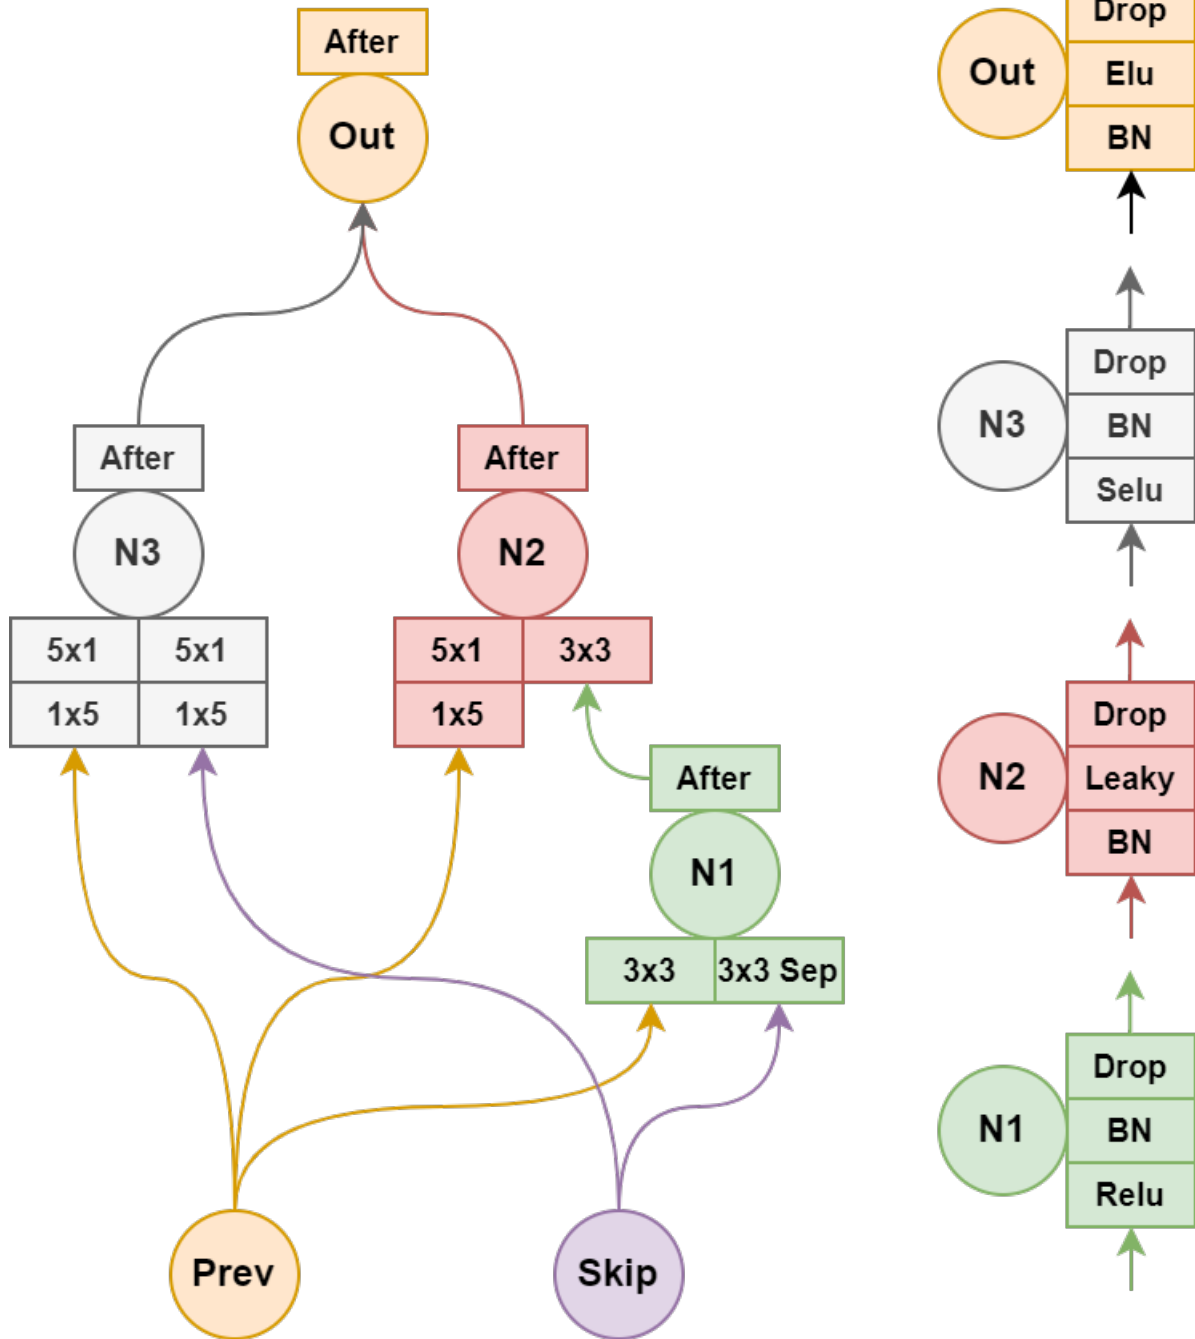 After
Out
After
N3
5x1 5x1
1x5 1x5
After
N2
5x1 3x3
1x5
After
N1
3x3 3x3 Sep
Prev
Skip
Out
Drop
Elu
BN
N3
Drop
BN
Selu
N2
Drop
Leaky
BN
N1
Drop
BN
Relu